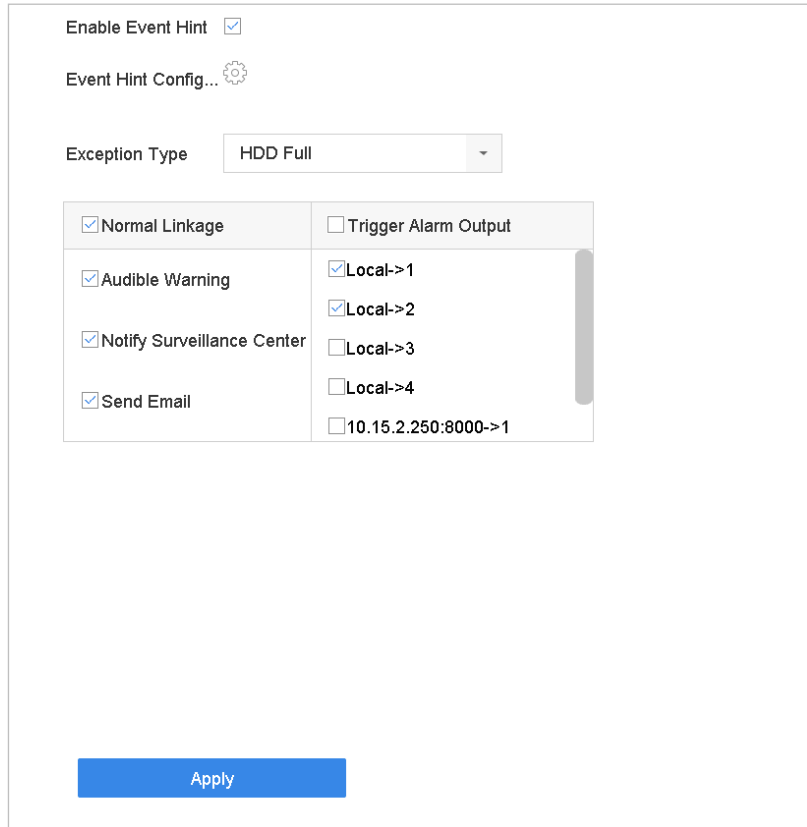 Enable Event Hint
Event Hint Config...
Exception Type HDD Full
Normal Linkage Trigger Alarm Output
Audible Warning
Notify Surveillance Center
Send Email
Local->1
Local->2
Local->3
Local->4
10.15.2.250:8000->1
Apply